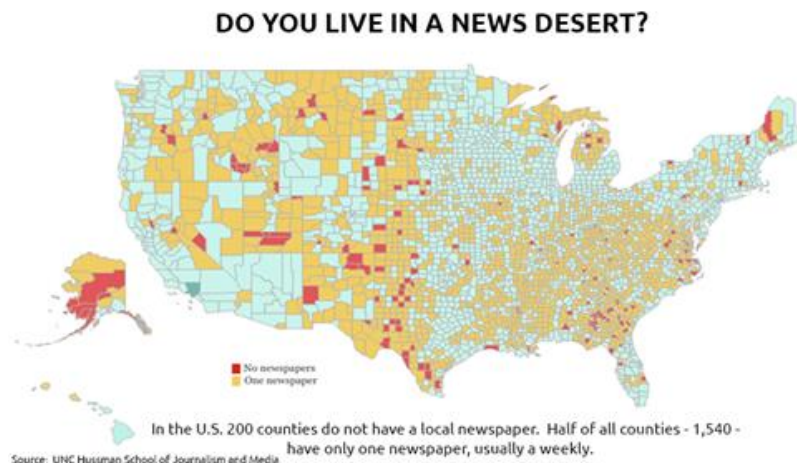 DO YOU LIVE IN A NEWS DESERT?
No newspapers
One newspaper
In the U.S. 200 counties do not have a local newspaper. Half of all counties - 1,540 -
have only one newspaper, usually a weekly.
Source: UNC Hussman School of Journalism and Media